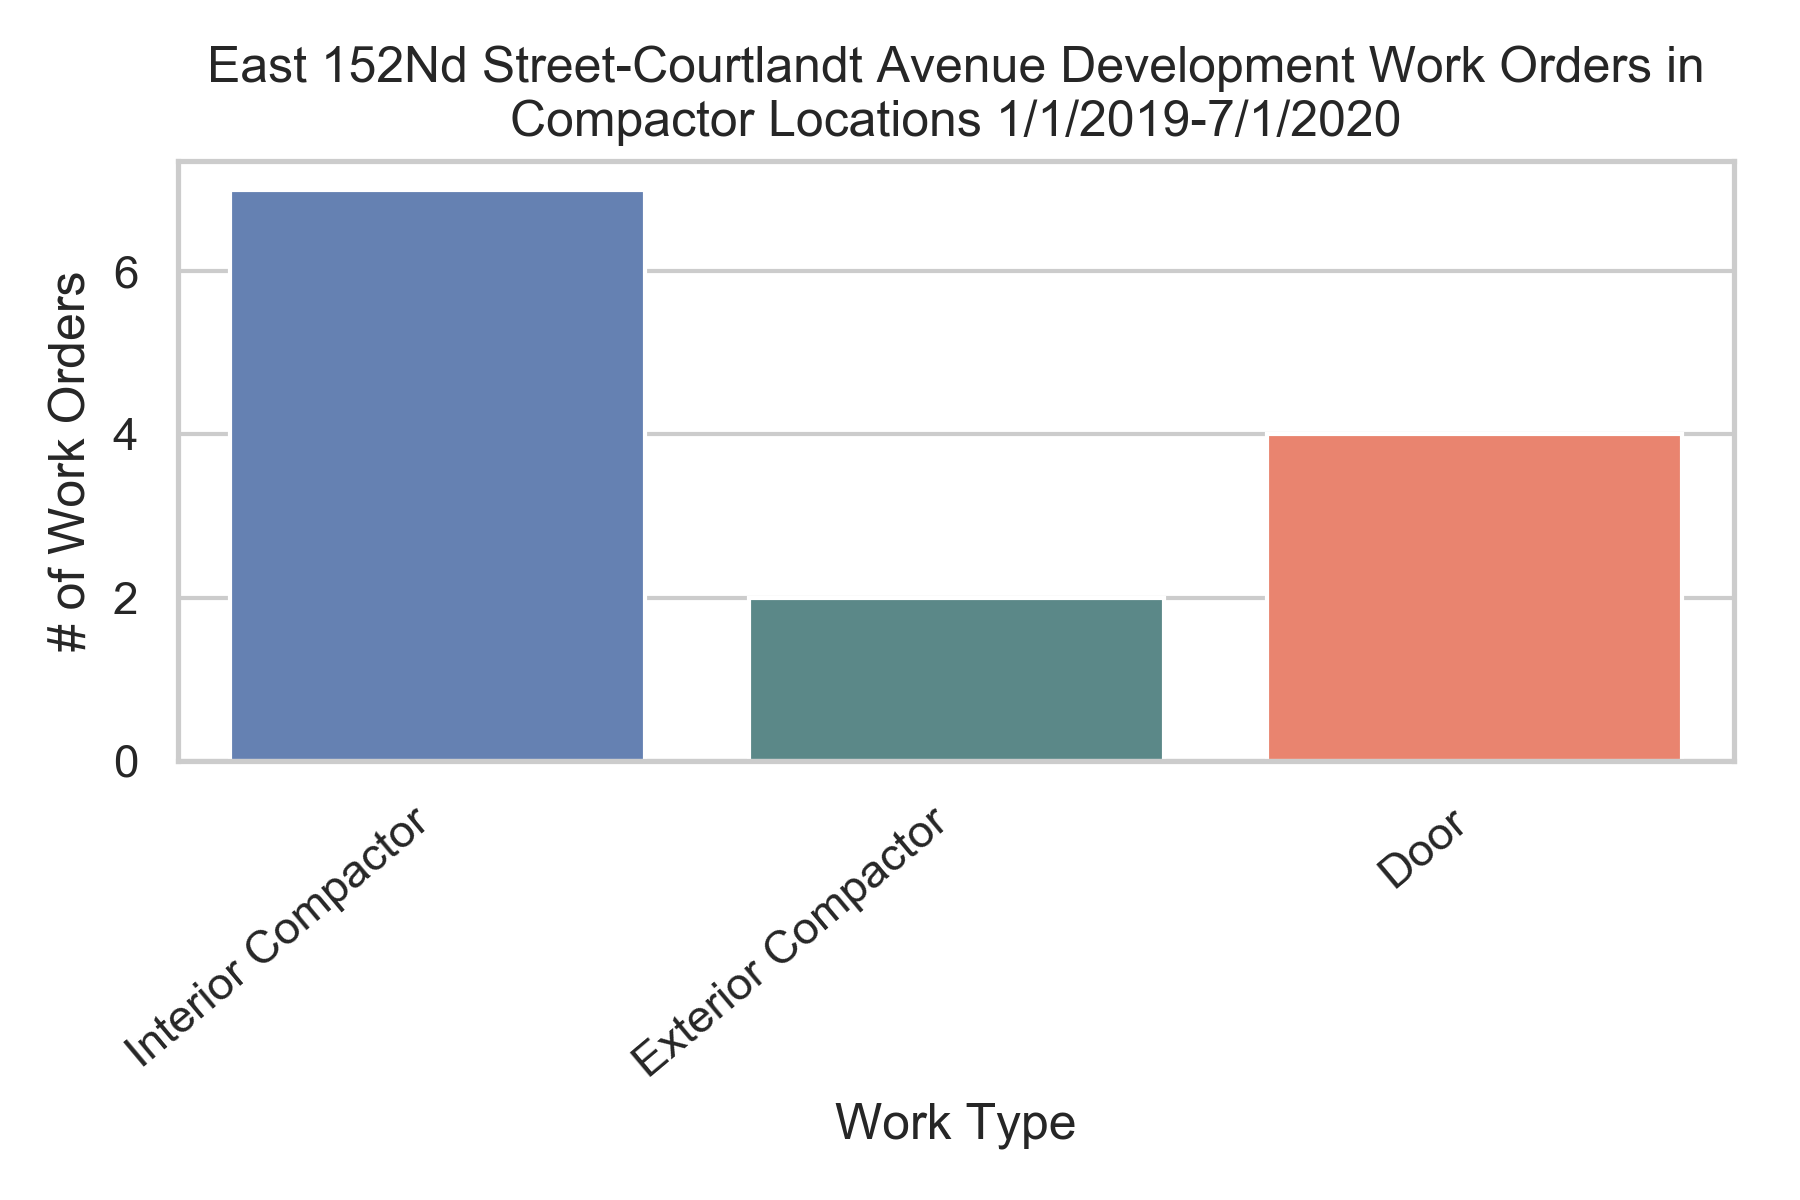 East 152Nd Street-Courtlandt Avenue Development Work Orders in
Compactor Locations 1/1/2019-7/1/2020
# of Work Orders
6
4
2
0
Interior Compactor
Exterior Compactor
Door
Work Type